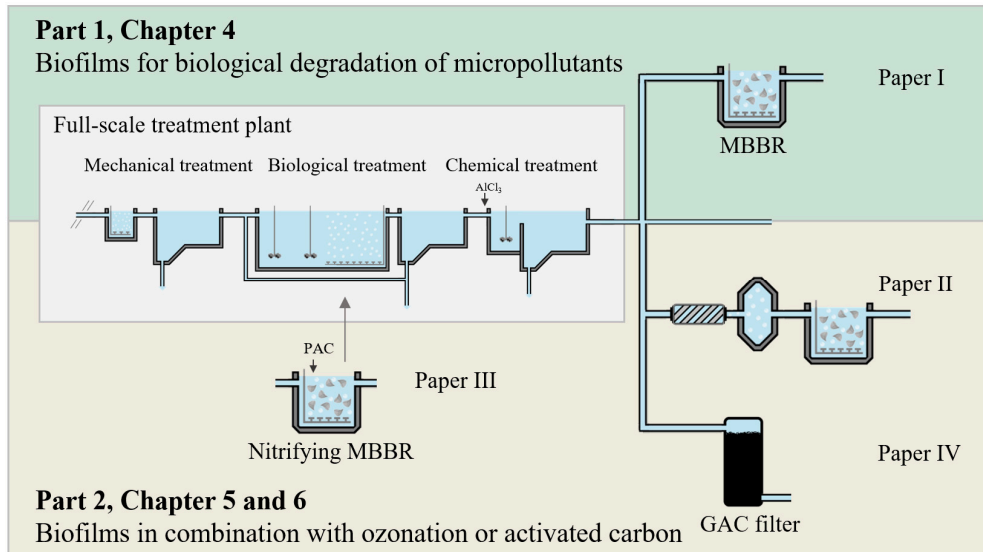 Part 1, Chapter 4
Biofilms for biological degradation of micropollutants
Paper I
MBBR
Full-scale treatment plant
Mechanical treatment
Biological treatment
Chemical treatment
AlCl₃
Paper II
PAC
Paper III
Nitrifying MBBR
Paper IV
GAC filter
Part 2, Chapter 5 and 6
Biofilms in combination with ozonation or activated carbon